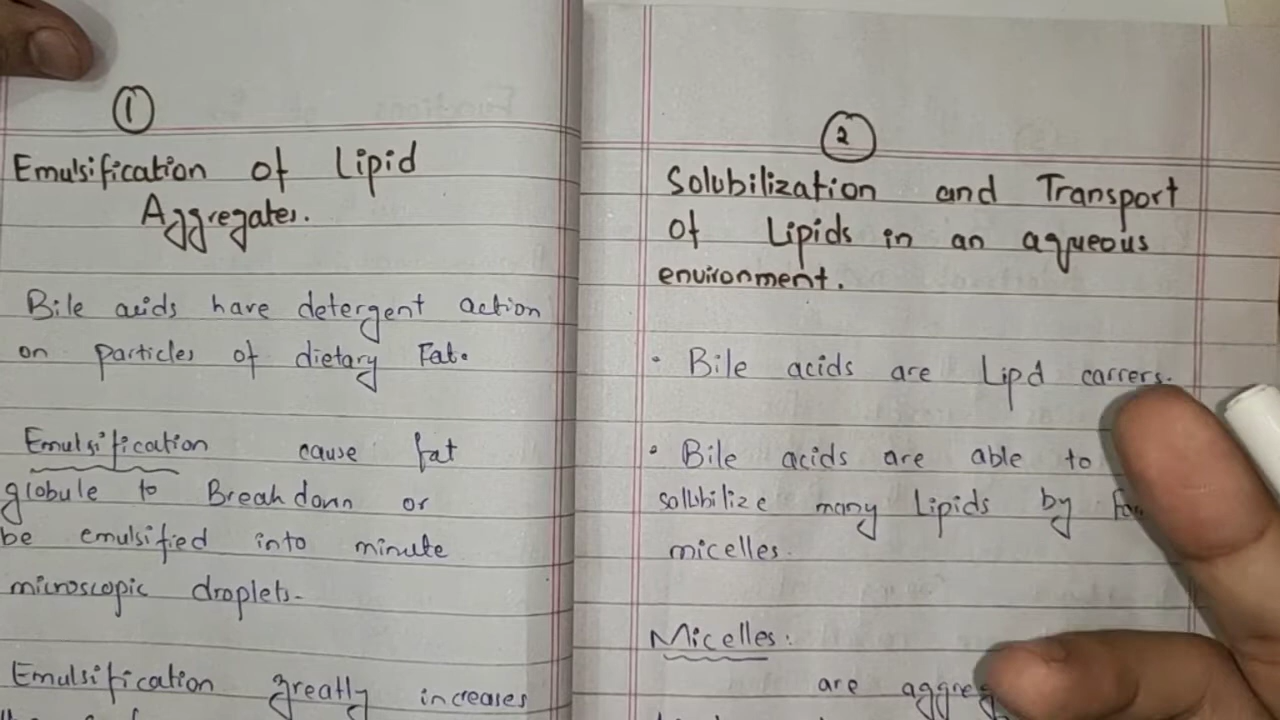 ①
Emulsification of Lipid
Aggregates.
Bile acids have detergent action
on particles of dietary Fat.
Emulsification cause fat
globule to Breakdown or
be emulsified into minute
microscopic droplets.
Emulsification greatly increases
②
Solubilization and Transport
of Lipids in an aqueous
environment.
• Bile acids are Lipd carrers.
• Bile acids are able to
solubilize many Lipids by
micelles.
Micelles:
are